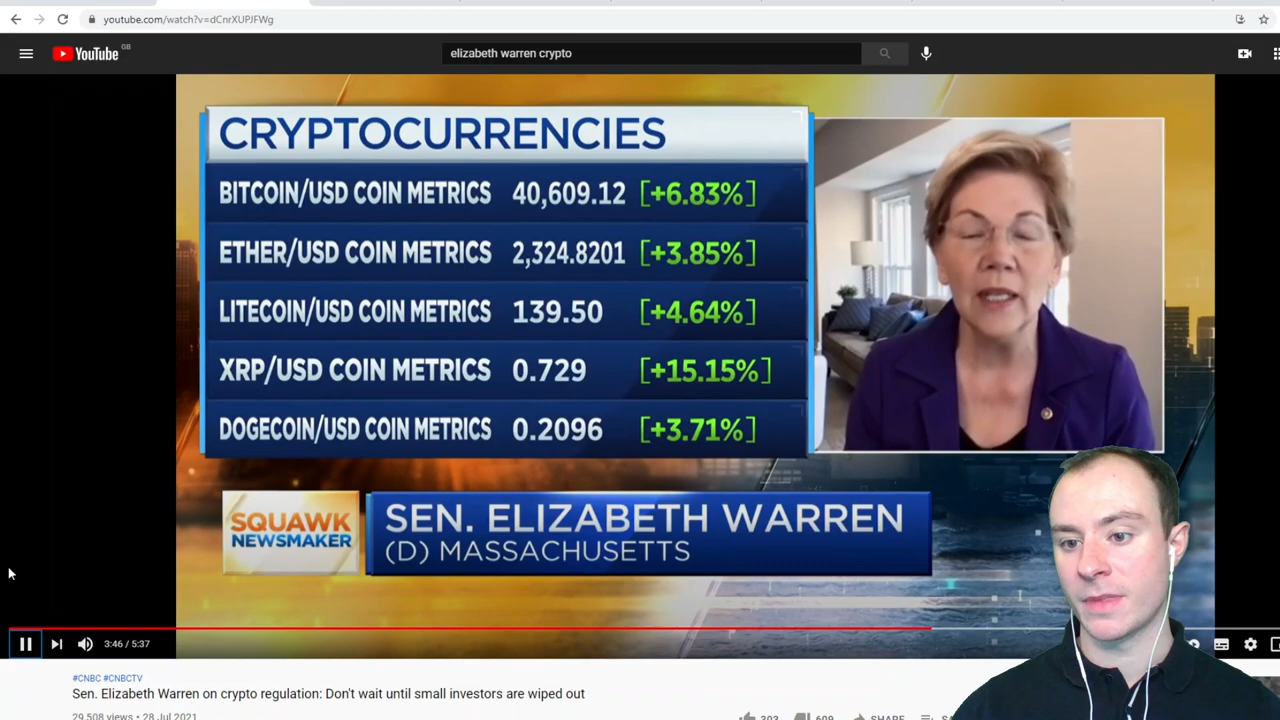 youtube.com/watch?v=dCnrXUPJFWg
YouTube GB
elizabeth warren crypto
CRYPTOCURRENCIES
BITCOIN/USD COIN METRICS 40,609.12 [+6.83%]
ETHER/USD COIN METRICS 2,324.8201 [+3.85%]
LITECOIN/USD COIN METRICS 139.50 [+4.64%]
XRP/USD COIN METRICS 0.729 [+15.15%]
DOGECOIN/USD COIN METRICS 0.2096 [+3.71%]
SQUAWK
NEWSMAKER
SEN. ELIZABETH WARREN
(D) MASSACHUSETTS
3:46 / 5:37
#CNBC #CNBCTV
Sen. Elizabeth Warren on crypto regulation: Don't wait until small investors are wiped out
29,508 views • 28 Jul 2021
303 609 SHARE